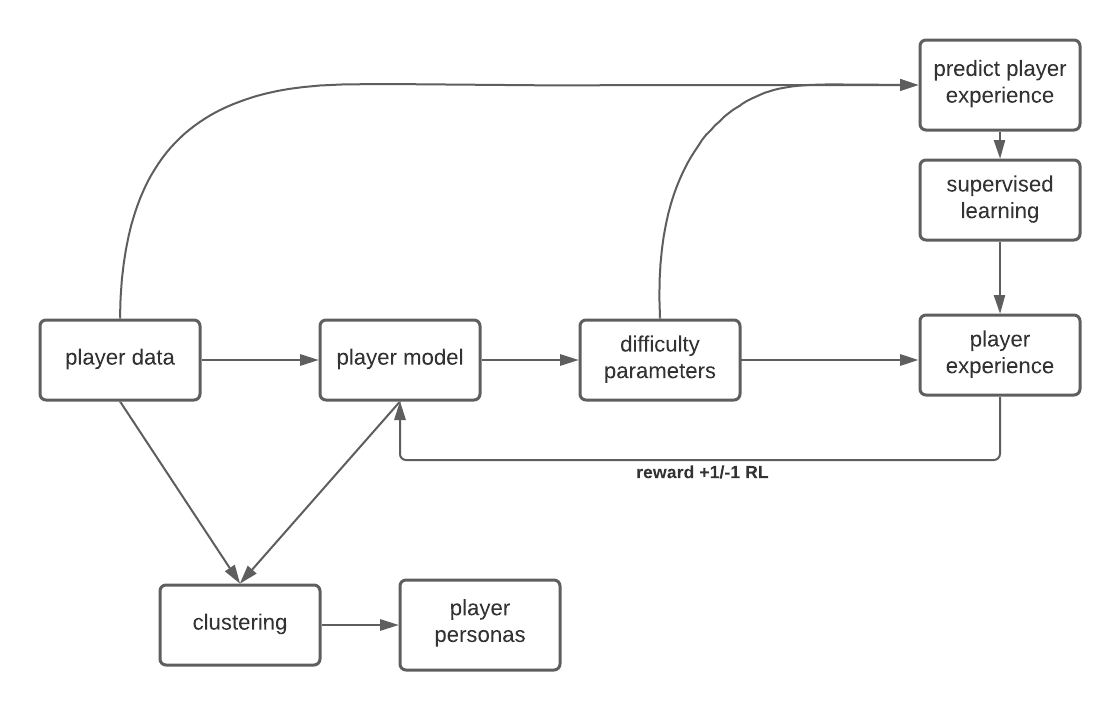 predict player
experience
supervised
learning
player data
player model
difficulty
parameters
player
experience
reward +1/-1 RL
clustering
player
personas